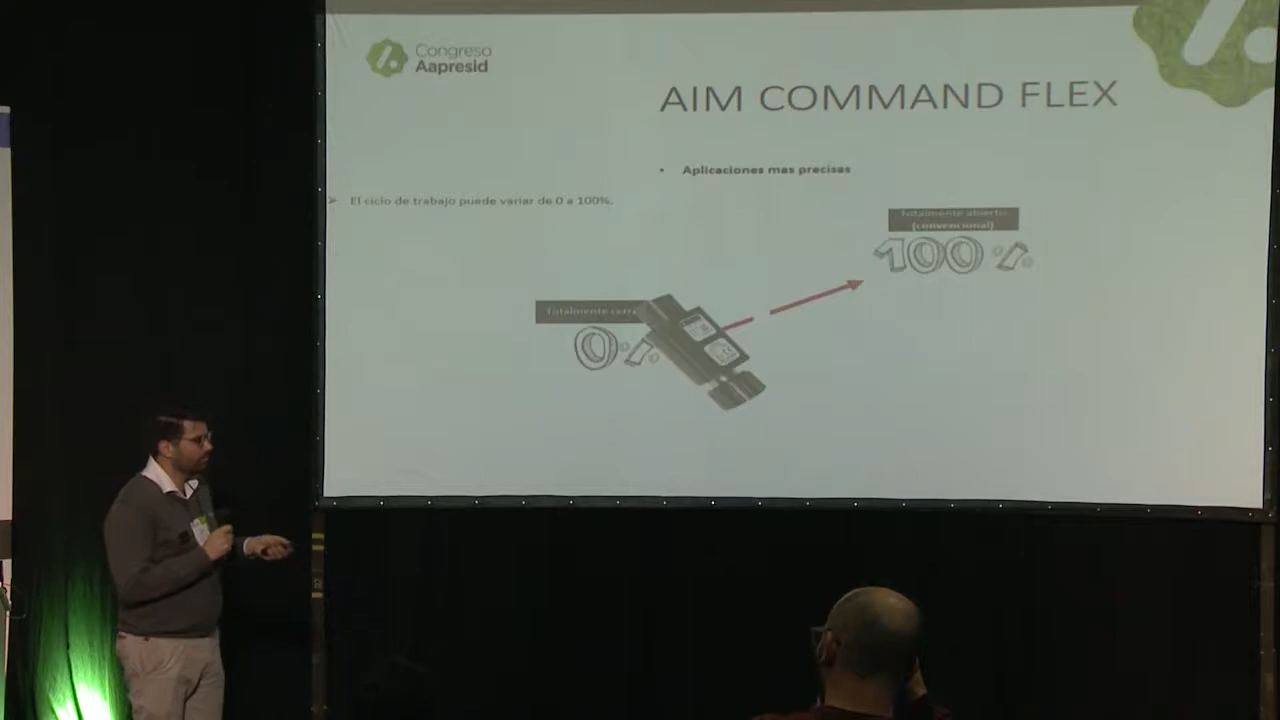 Congreso
Aapresid
AIM COMMAND FLEX
• Aplicaciones mas precisas
➢ El ciclo de trabajo puede variar de 0 a 100%.
Totalmente abierto
(convencional)
100%
Totalmente
0%